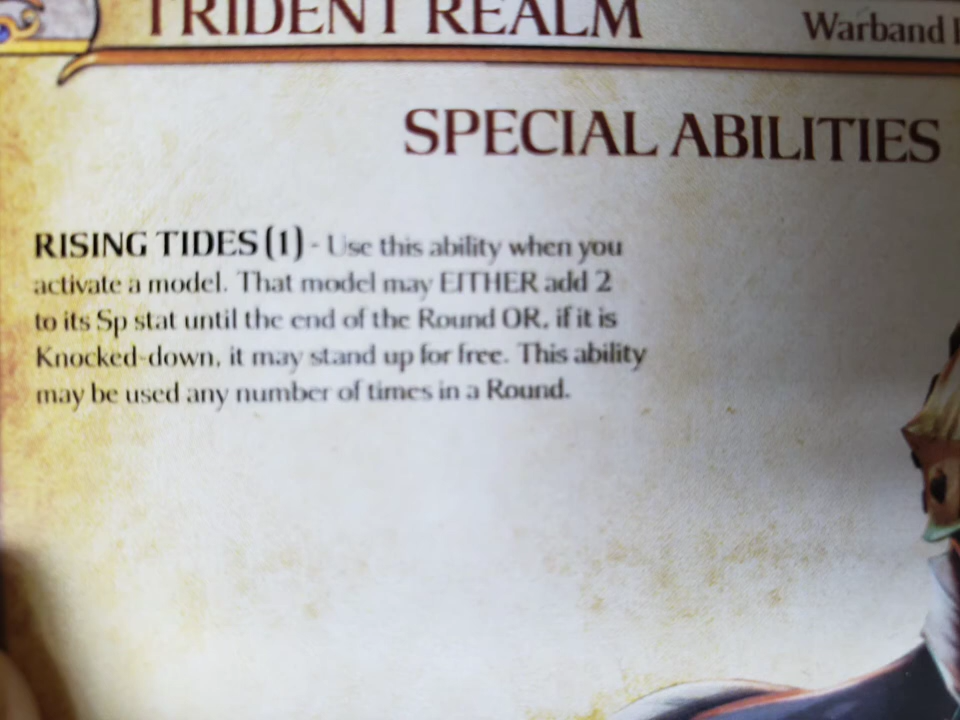 TRIDENT REALM
Warband
SPECIAL ABILITIES
RISING TIDES (1) - Use this ability when you
activate a model. That model may EITHER add 2
to its Sp stat until the end of the Round OR, if it is
Knocked-down, it may stand up for free. This ability
may be used any number of times in a Round.